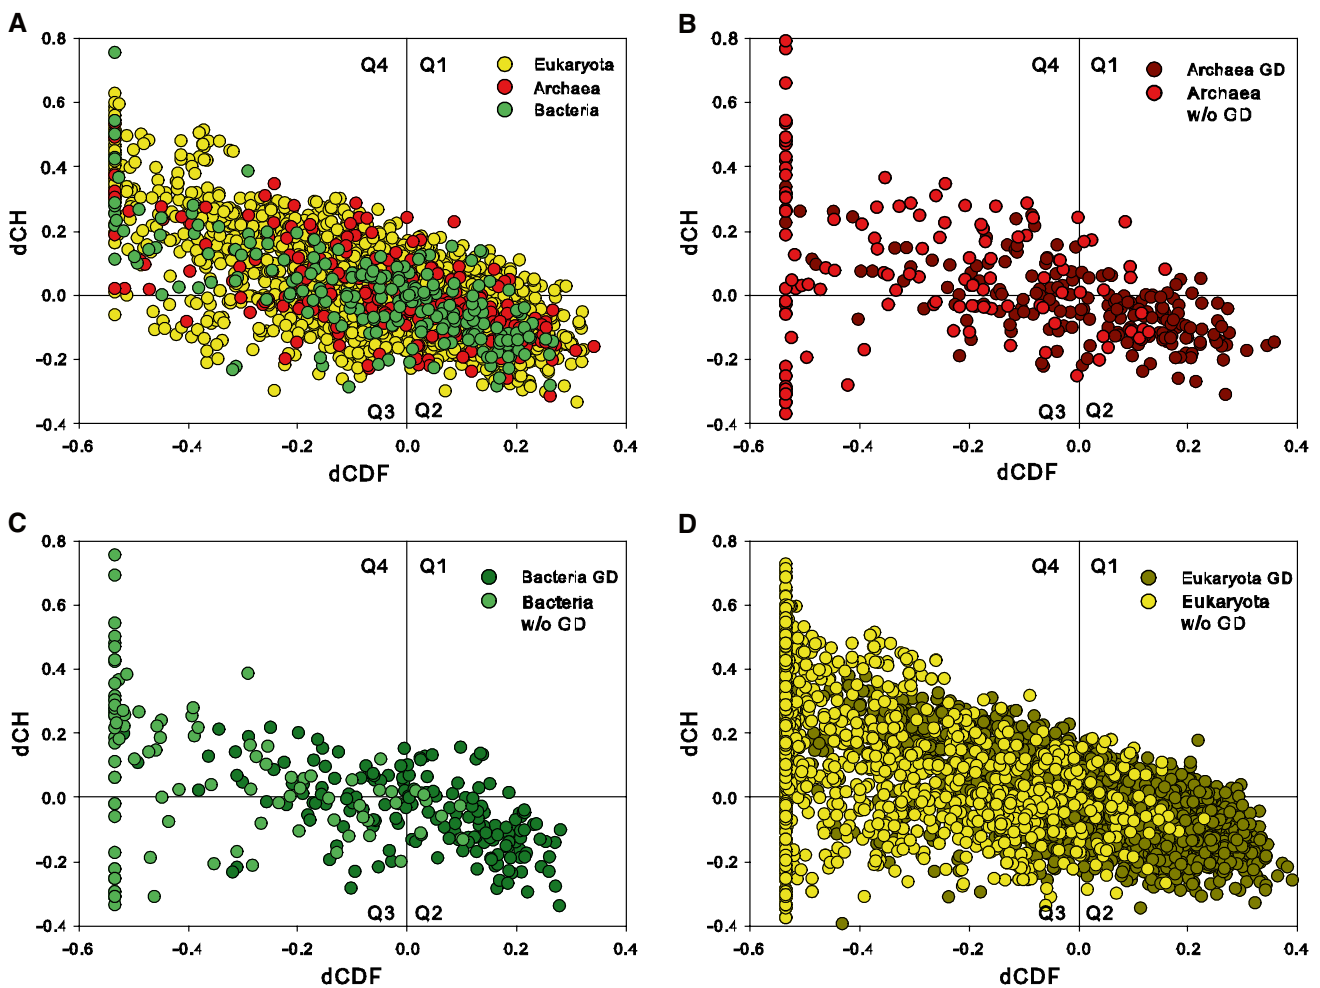 A
0.8
0.6
0.4
0.2
0.0
-0.2
-0.4
dCH
Q4 Q1
Eukaryota
Archaea
Bacteria
Q3 Q2
-0.6 -0.4 -0.2 0.0 0.2 0.4
dCDF
B
0.8
0.6
0.4
0.2
0.0
-0.2
-0.4
dCH
Q4 Q1
Archaea GD
Archaea
w/o GD
Q3 Q2
-0.6 -0.4 -0.2 0.0 0.2 0.4
dCDF
C
0.8
0.6
0.4
0.2
0.0
-0.2
-0.4
dCH
Q4 Q1
Bacteria GD
Bacteria
w/o GD
Q3 Q2
-0.6 -0.4 -0.2 0.0 0.2 0.4
dCDF
D
0.8
0.6
0.4
0.2
0.0
-0.2
-0.4
dCH
Q4 Q1
Eukaryota GD
Eukaryota
w/o GD
Q3 Q2
-0.6 -0.4 -0.2 0.0 0.2 0.4
dCDF